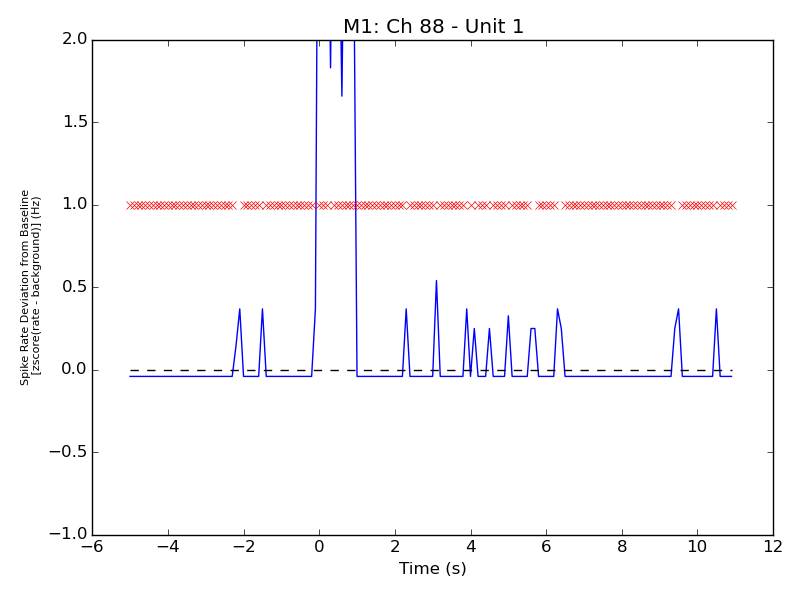 M1: Ch 88 - Unit 1
Spike Rate Deviation from Baseline
[zscore(rate - background)] (Hz)
2.0
1.5
1.0
0.5
0.0
−0.5
−1.0
−6 −4 −2 0 2 4 6 8 10 12
Time (s)